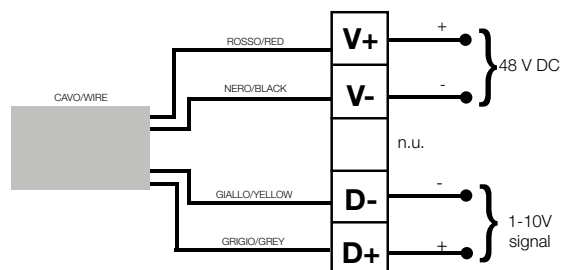 ROSSO/RED
V+
+
48 V DC
CAVO/WIRE
NERO/BLACK
V-
-
n.u.
GIALLO/YELLOW
D-
-
1-10V
signal
GRIGIO/GREY
D+
+